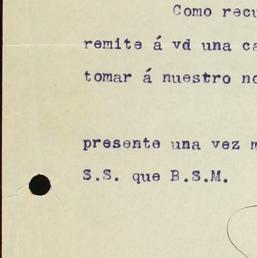 Como recu
remite á vd una ca
tomar á nuestro no
presente una vez m
S.S. que B.S.M.